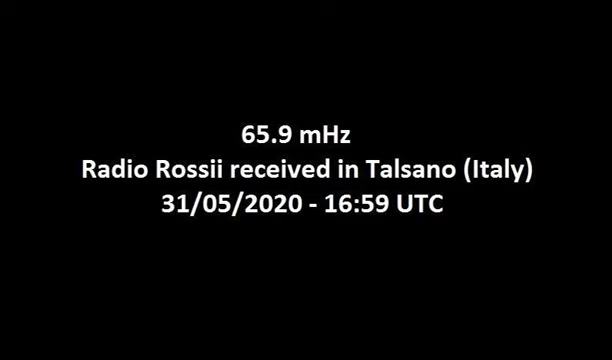 65.9 mHz
Radio Rossii received in Talsano (Italy)
31/05/2020 - 16:59 UTC